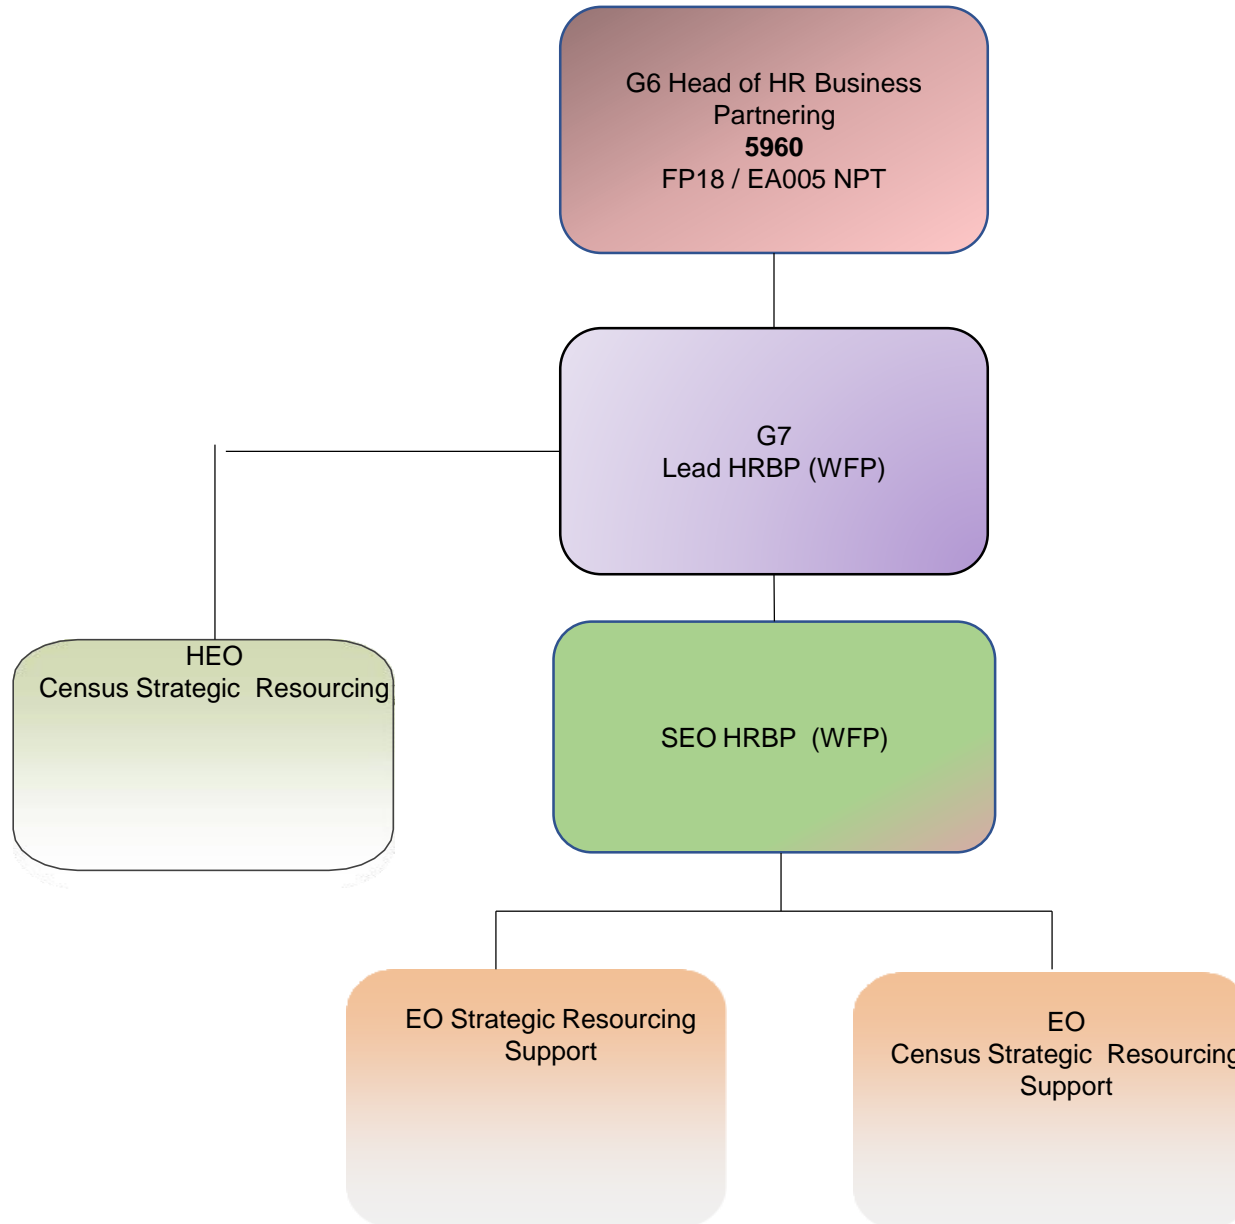 G6 Head of HR Business
Partnering
5960
FP18 / EA005 NPT
G7
Lead HRBP (WFP)
HEO
Census Strategic  Resourcing
SEO HRBP  (WFP)
EO Strategic Resourcing
Support
EO
Census Strategic  Resourcing
Support